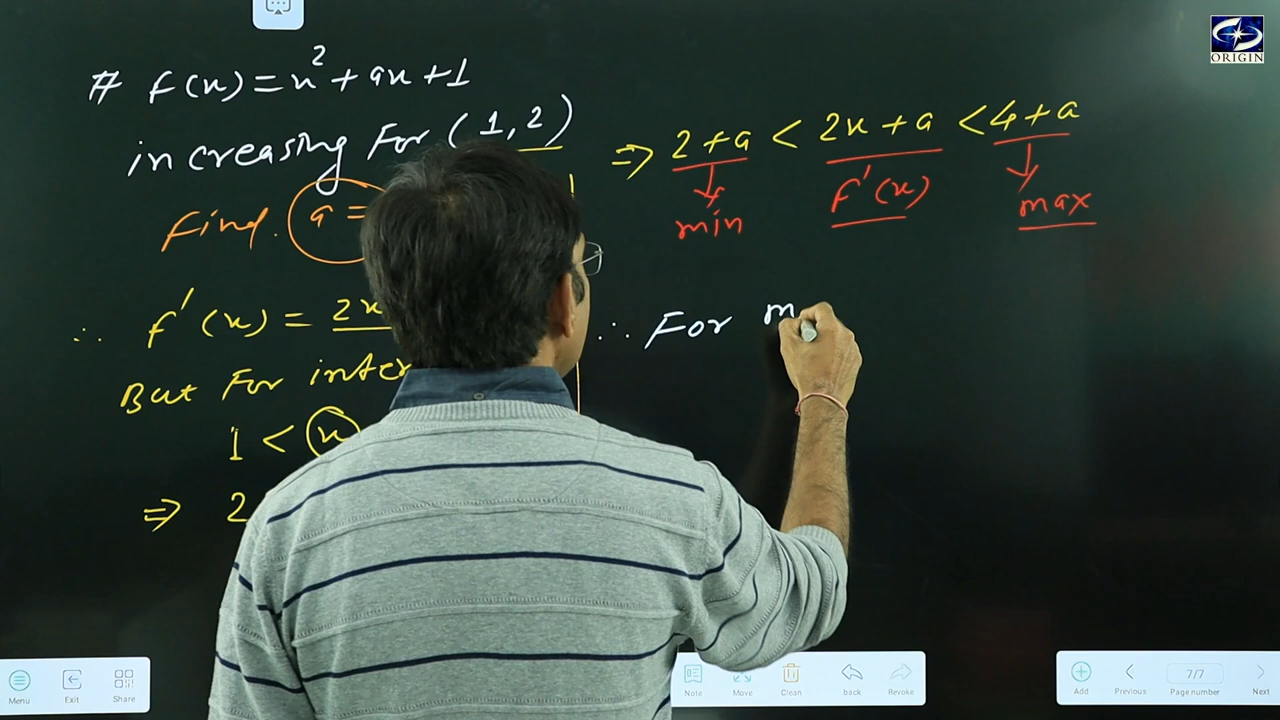 # f(x) = x² + ax + 1
increasing For (1, 2)
Find. a =
∴ f'(x) = 2x
But For inter
1 < x
⇒ 2
⇒ 2 + a < 2x + a < 4 + a
min f'(x) max
∴ For m
ORIGIN
Menu Exit Share
Note Move Clean back Revoke
Add Previous 7/7 Page number Next